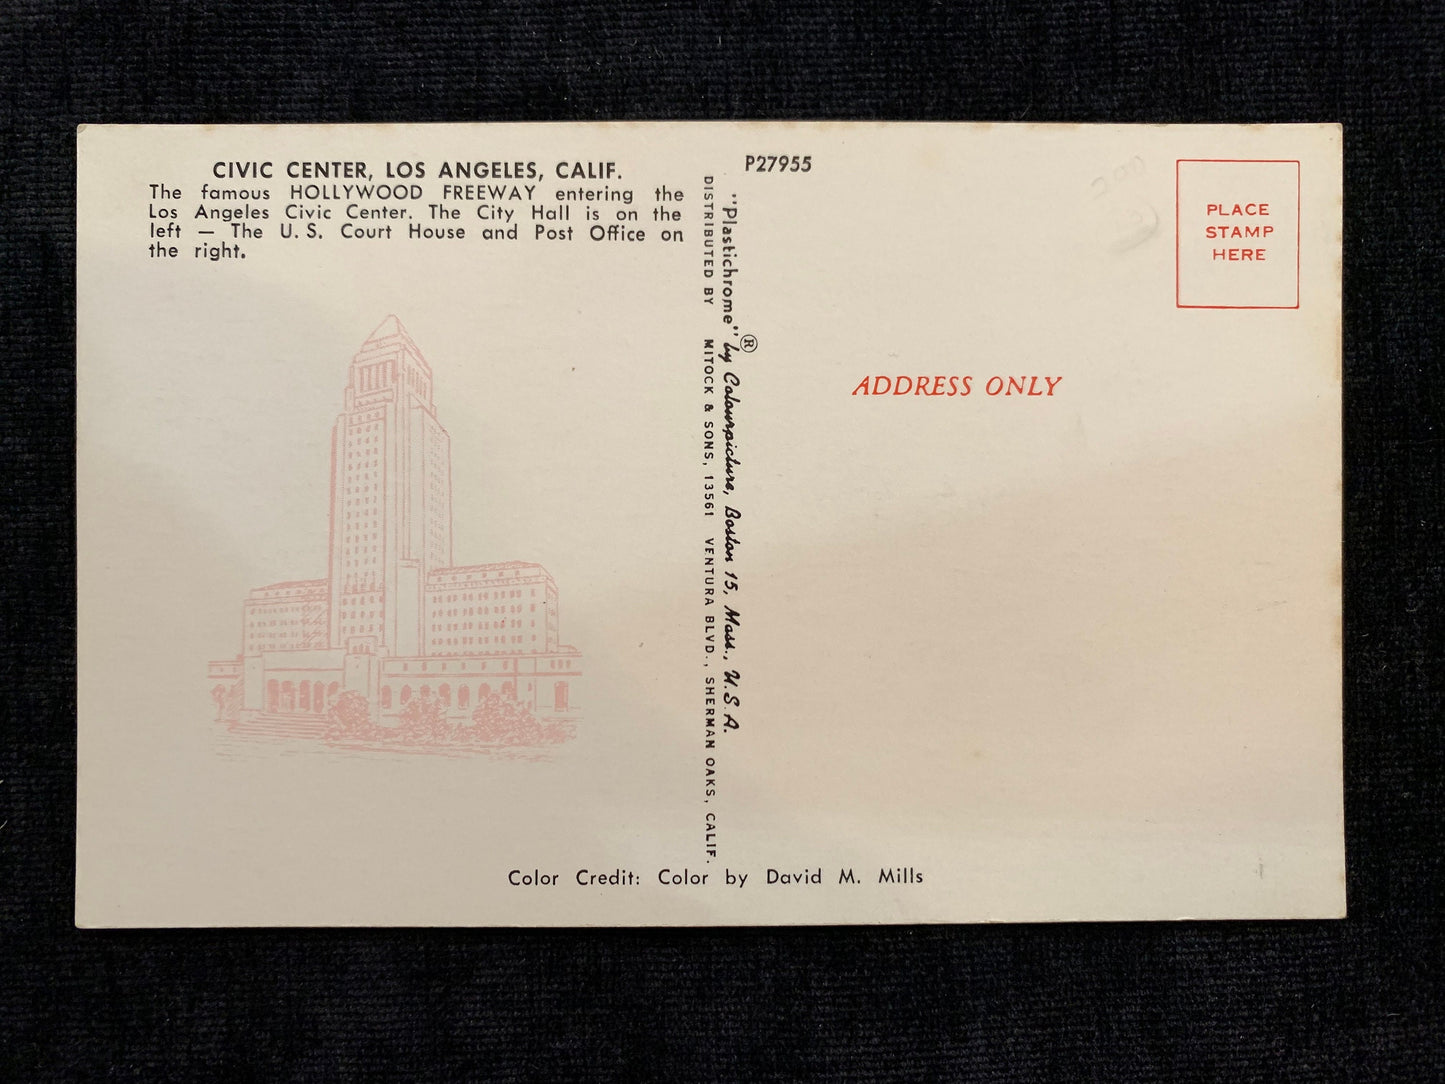 CIVIC CENTER, LOS ANGELES, CALIF.
The famous HOLLYWOOD FREEWAY entering the
Los Angeles Civic Center. The City Hall is on the
left — The U. S. Court House and Post Office on
the right.
DISTRIBUTED BY MITOCK & SONS, 13561 VENTURA BLVD., SHERMAN OAKS, CALIF.
"Plastichrome"® by Colourpicture, Boston 15, Mass., U.S.A.
P27955
PLACE
STAMP
HERE
ADDRESS ONLY
Color Credit: Color by David M. Mills